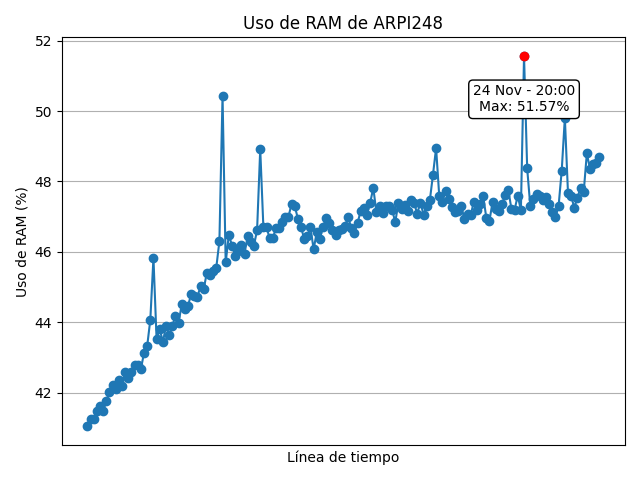 Uso de RAM de ARPI248
52
50
48
46
44
42
Uso de RAM (%)
24 Nov - 20:00
Max: 51.57%
Línea de tiempo